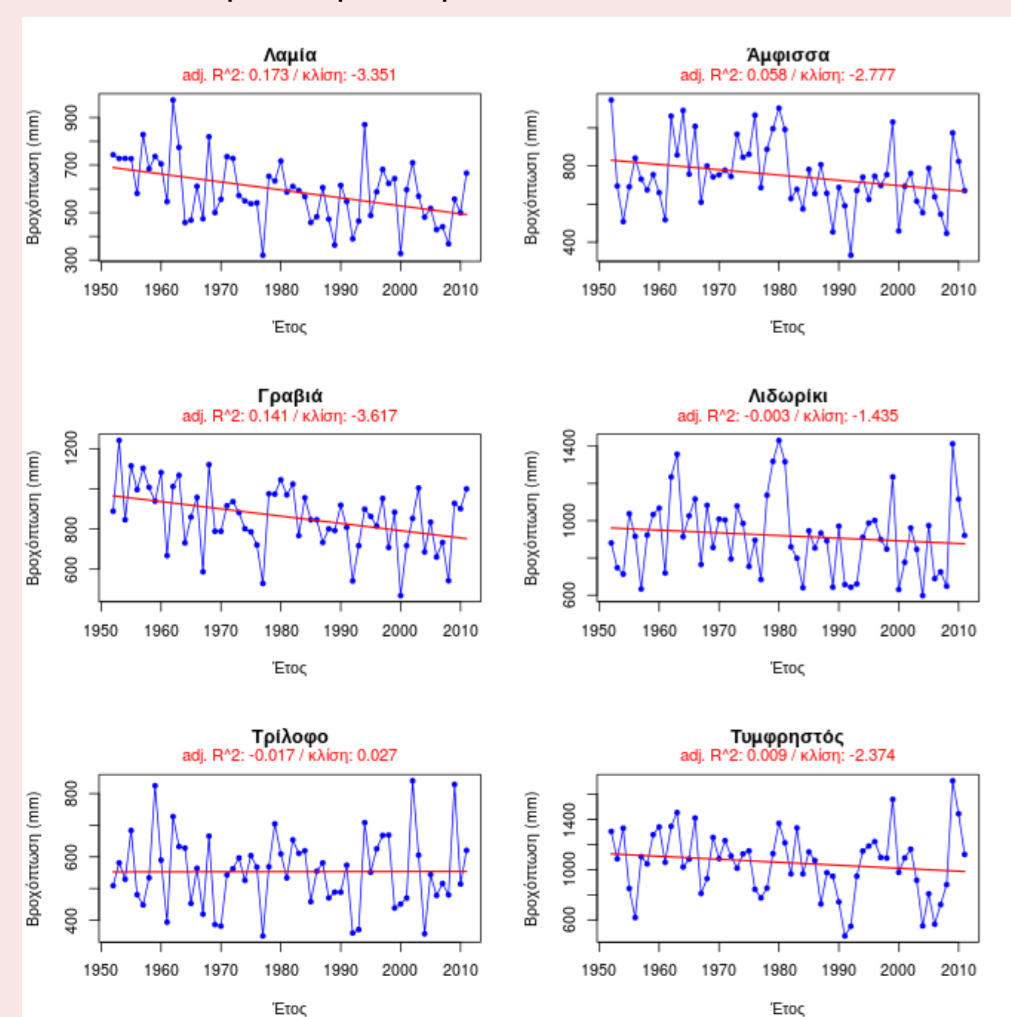 Λαμία
adj. R^2: 0.173 / κλίση: -3.351
Βροχόπτωση (mm)
900
700
500
300
1950 1960 1970 1980 1990 2000 2010
Έτος
Άμφισσα
adj. R^2: 0.058 / κλίση: -2.777
Βροχόπτωση (mm)
800
400
1950 1960 1970 1980 1990 2000 2010
Έτος
Γραβιά
adj. R^2: 0.141 / κλίση: -3.617
Βροχόπτωση (mm)
1200
800
600
1950 1960 1970 1980 1990 2000 2010
Έτος
Λιδωρίκι
adj. R^2: -0.003 / κλίση: -1.435
Βροχόπτωση (mm)
1400
1000
600
1950 1960 1970 1980 1990 2000 2010
Έτος
Τρίλοφο
adj. R^2: -0.017 / κλίση: 0.027
Βροχόπτωση (mm)
800
600
400
1950 1960 1970 1980 1990 2000 2010
Έτος
Τυμφρηστός
adj. R^2: 0.009 / κλίση: -2.374
Βροχόπτωση (mm)
1400
1000
600
1950 1960 1970 1980 1990 2000 2010
Έτος